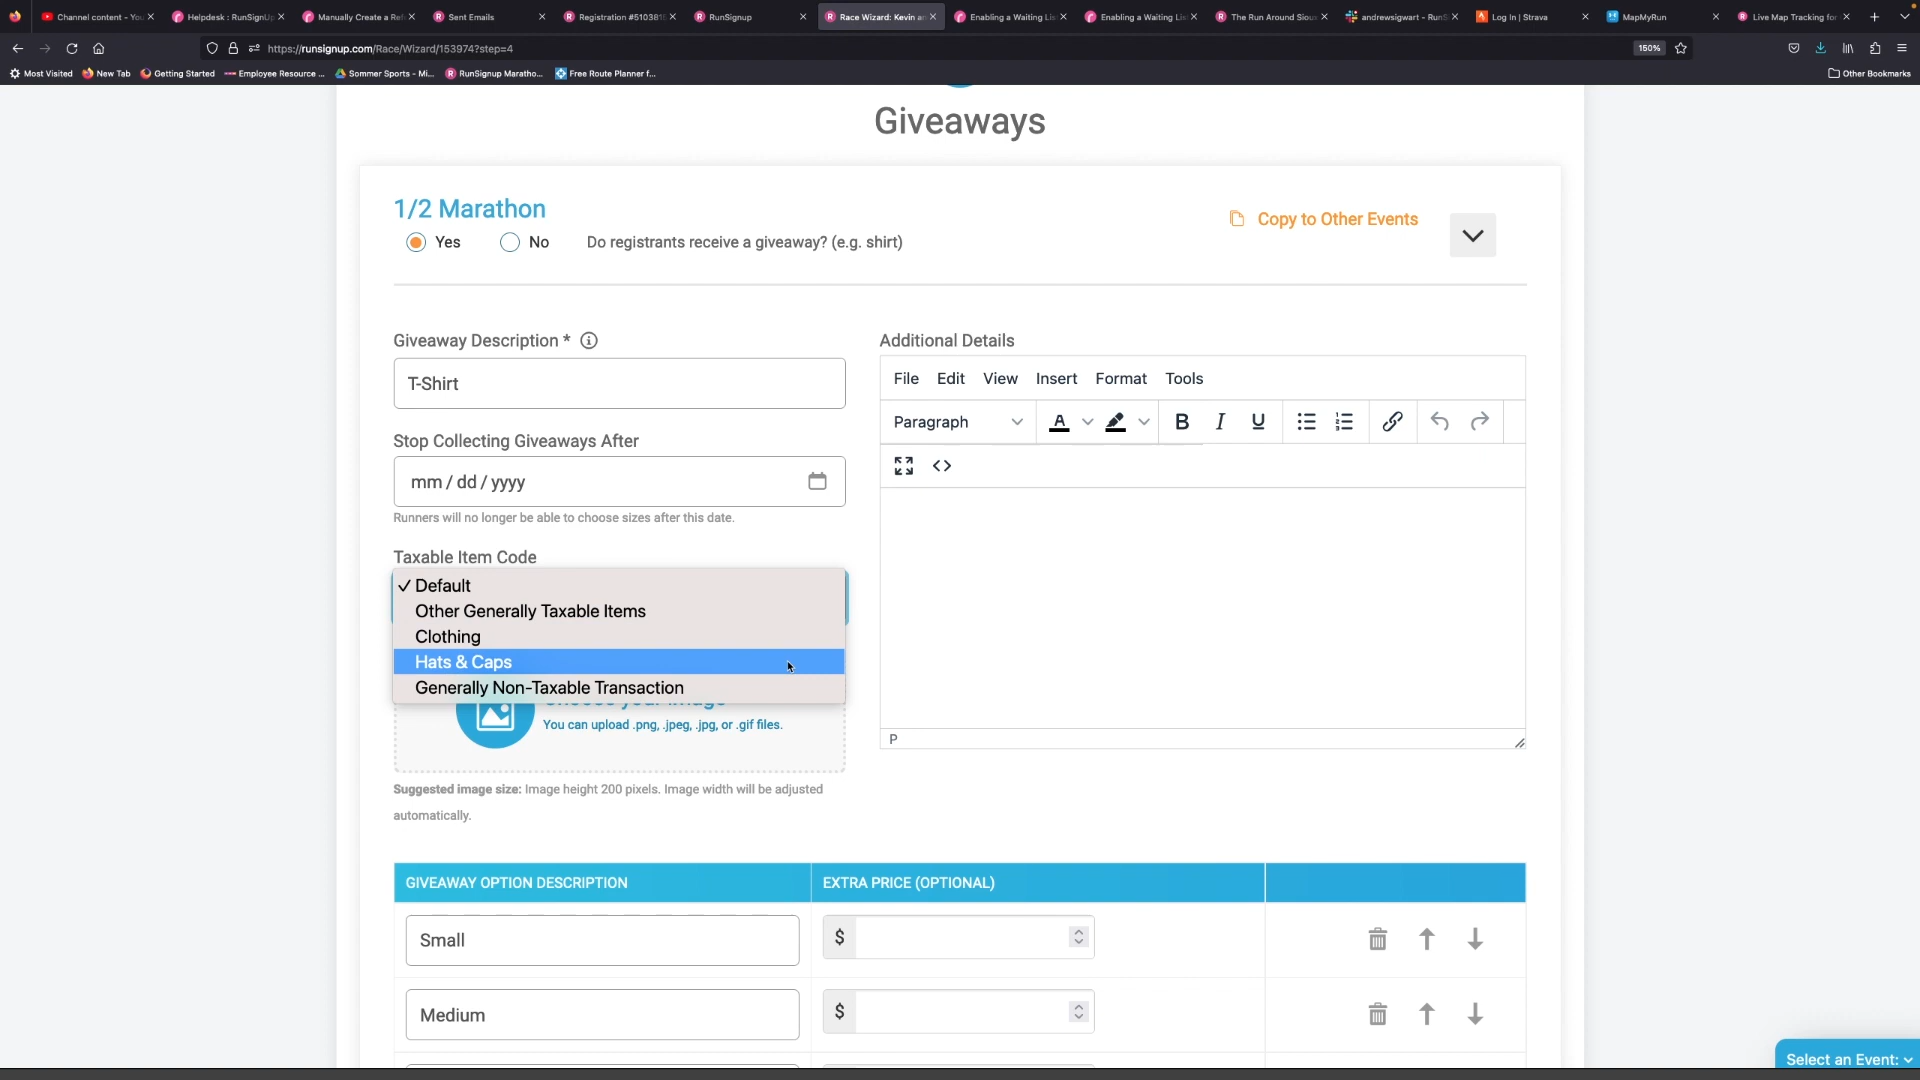 Channel content - You
Helpdesk : RunSignUp
Manually Create a Ref
Sent Emails
Registration #5103815
RunSignup
Race Wizard: Kevin an
Enabling a Waiting Lis
Enabling a Waiting Lis
The Run Around Sioux
andrewsigwart - RunS
Log In | Strava
MapMyRun
Live Map Tracking for
https://runsignup.com/Race/Wizard/153974?step=4
150%
Most Visited
New Tab
Getting Started
Employee Resource ...
Sommer Sports - Mi...
RunSignup Maratho...
Free Route Planner f...
Other Bookmarks
Giveaways
1/2 Marathon
Yes
No
Do registrants receive a giveaway? (e.g. shirt)
Copy to Other Events
Giveaway Description *
T-Shirt
Stop Collecting Giveaways After
mm / dd / yyyy
Runners will no longer be able to choose sizes after this date.
Taxable Item Code
✓ Default
Other Generally Taxable Items
Clothing
Hats & Caps
Generally Non-Taxable Transaction
You can upload .png, .jpeg, .jpg, or .gif files.
Suggested image size: Image height 200 pixels. Image width will be adjusted
automatically.
Additional Details
File Edit View Insert Format Tools
Paragraph
A
B I U
P
GIVEAWAY OPTION DESCRIPTION
EXTRA PRICE (OPTIONAL)
Small
$
Medium
$
Select an Event: